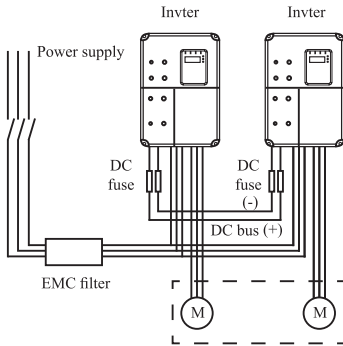 Invter
Invter
Power supply
DC
fuse
DC
fuse
(-)
DC bus (+)
EMC filter
M
M